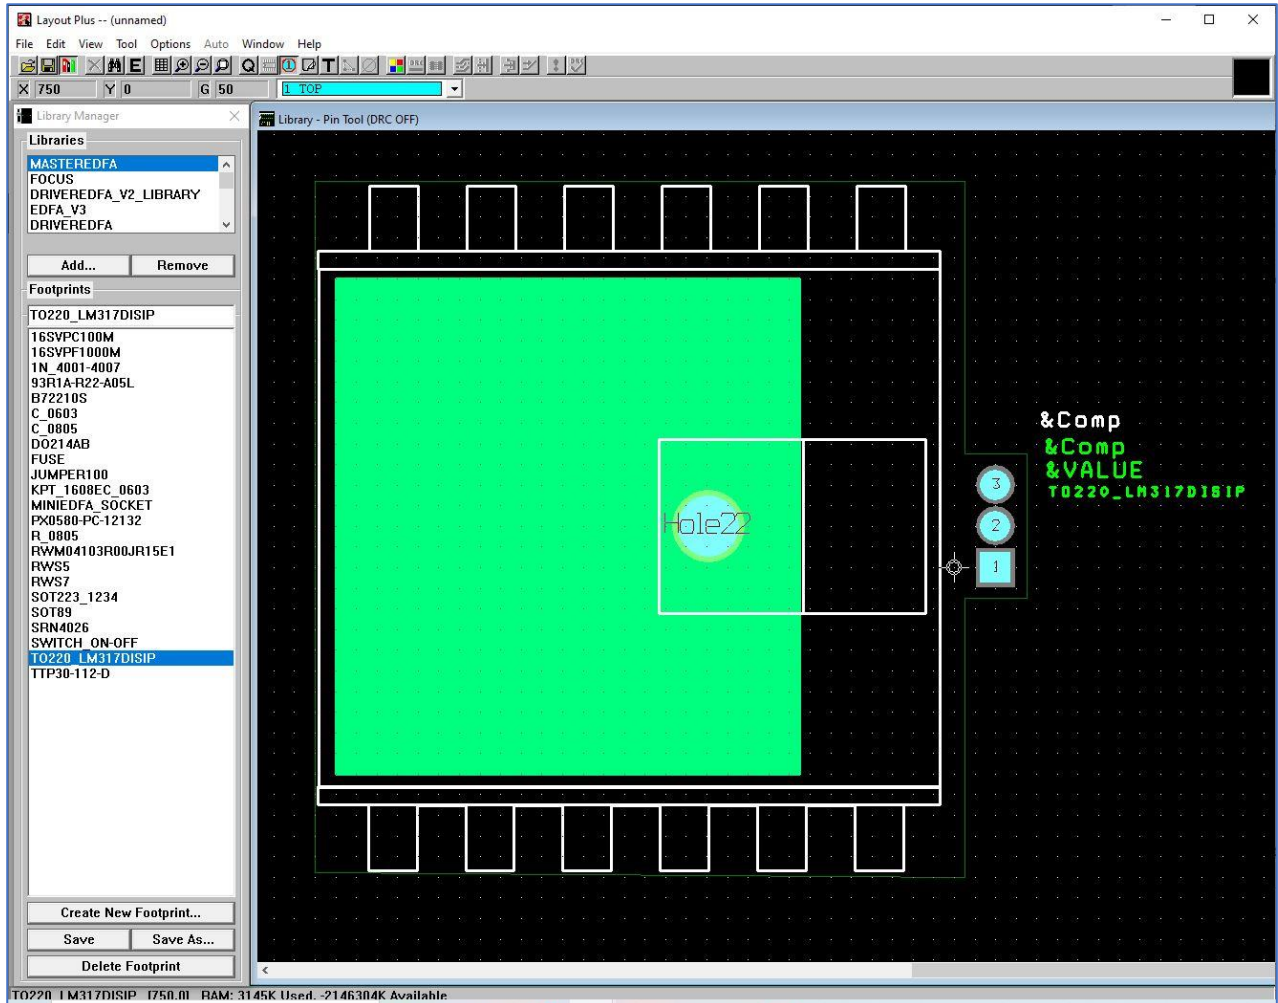 Layout Plus -- (unnamed)
File Edit View Tool Options Auto Window Help
X 750 Y 0 G 50 1 TOP
Library Manager
Libraries
MASTEREDFA
FOCUS
DRIVEREDFA_V2_LIBRARY
EDFA_V3
DRIVEREDFA
Add... Remove
Footprints
TO220_LM317DISIP
16SVPC100M
16SVPF1000M
1N_4001-4007
93R1A-R22-A05L
B72210S
C_0603
C_0805
DO214AB
FUSE
JUMPER100
KPT_1608EC_0603
MINIEDFA_SOCKET
PX0580-PC-12132
R_0805
RWM04103R00JR15E1
RWS5
RWS7
SOT223_1234
SOT89
SRN4026
SWITCH_ON-OFF
TO220_LM317DISIP
TTP30-112-D
Create New Footprint...
Save Save As...
Delete Footprint
Library - Pin Tool (DRC OFF)
&Comp
&Comp
&VALUE
TO220_LM317DISIP
3
Hole22
2
1
TO220_LM317DISIP [750,0] RAM: 3145K Used, -2146304K Available